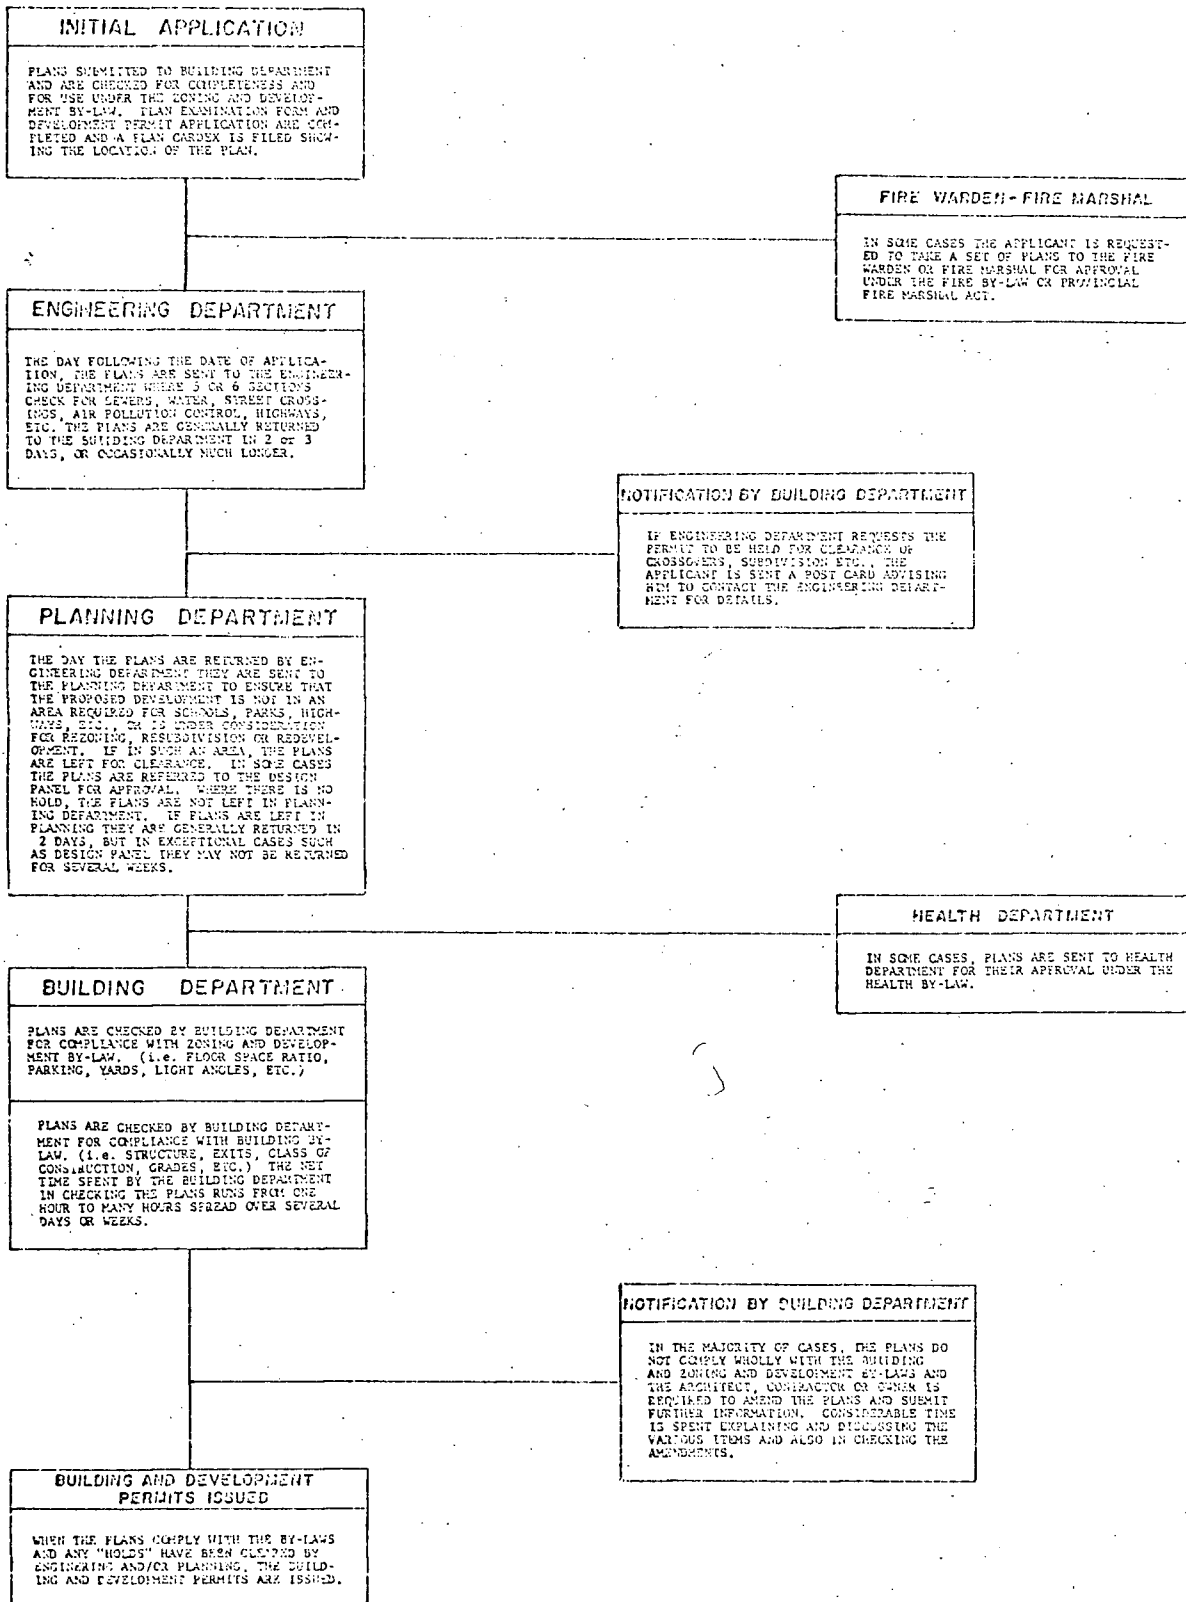 INITIAL APPLICATION
PLANS SUBMITTED TO BUILDING DEPARTMENT
AND ARE CHECKED FOR COMPLETENESS AND
FOR USE UNDER THE ZONING AND DEVELOP-
MENT BY-LAW. PLAN EXAMINATION FORM AND
DEVELOPMENT PERMIT APPLICATION ARE COM-
PLETED AND A PLAN CARDEX IS FILED SHOW-
ING THE LOCATION OF THE PLAN.
FIRE WARDEN-FIRE MARSHAL
IN SOME CASES THE APPLICANT IS REQUEST-
ED TO TAKE A SET OF PLANS TO THE FIRE
WARDEN OR FIRE MARSHAL FOR APPROVAL
UNDER THE FIRE BY-LAW OR PROVINCIAL
FIRE MARSHAL ACT.
ENGINEERING DEPARTMENT
THE DAY FOLLOWING THE DATE OF APPLICA-
TION, THE PLANS ARE SENT TO THE ENGINEER-
ING DEPARTMENT WHERE 5 OR 6 SECTIONS
CHECK FOR SEWERS, WATER, STREET CROSS-
INGS, AIR POLLUTION CONTROL, HIGHWAYS,
ETC. THE PLANS ARE GENERALLY RETURNED
TO THE BUILDING DEPARTMENT IN 2 or 3
DAYS, OR OCCASIONALLY MUCH LONGER.
NOTIFICATION BY BUILDING DEPARTMENT
IF ENGINEERING DEPARTMENT REQUESTS THE
PERMIT TO BE HELD FOR CLEARANCE OF
CROSSOVERS, SUBDIVISION ETC., THE
APPLICANT IS SENT A POST CARD ADVISING
HIM TO CONTACT THE ENGINEERING DEPART-
MENT FOR DETAILS.
PLANNING DEPARTMENT
THE DAY THE PLANS ARE RETURNED BY EN-
GINEERING DEPARTMENT THEY ARE SENT TO
THE PLANNING DEPARTMENT TO ENSURE THAT
THE PROPOSED DEVELOPMENT IS NOT IN AN
AREA REQUIRED FOR SCHOOLS, PARKS, HIGH-
WAYS, ETC., OR IS UNDER CONSIDERATION
FOR REZONING, RESUBDIVISION OR REDEVEL-
OPMENT. IF IN SUCH AN AREA, THE PLANS
ARE LEFT FOR CLEARANCE. IN SOME CASES
THE PLANS ARE REFERRED TO THE DESIGN
PANEL FOR APPROVAL. WHERE THERE IS NO
HOLD, THE PLANS ARE NOT LEFT IN PLANN-
ING DEPARTMENT. IF PLANS ARE LEFT IN
PLANNING THEY ARE GENERALLY RETURNED IN
2 DAYS, BUT IN EXCEPTIONAL CASES SUCH
AS DESIGN PANEL THEY MAY NOT BE RETURNED
FOR SEVERAL WEEKS.
HEALTH DEPARTMENT
IN SOME CASES, PLANS ARE SENT TO HEALTH
DEPARTMENT FOR THEIR APPROVAL UNDER THE
HEALTH BY-LAW.
BUILDING DEPARTMENT
PLANS ARE CHECKED BY BUILDING DEPARTMENT
FOR COMPLIANCE WITH ZONING AND DEVELOP-
MENT BY-LAW. (i.e. FLOOR SPACE RATIO,
PARKING, YARDS, LIGHT ANGLES, ETC.)
PLANS ARE CHECKED BY BUILDING DEPART-
MENT FOR COMPLIANCE WITH BUILDING BY-
LAW. (i.e. STRUCTURE, EXITS, CLASS OF
CONSTRUCTION, GRADES, ETC.) THE NET
TIME SPENT BY THE BUILDING DEPARTMENT
IN CHECKING THE PLANS RUNS FROM ONE
HOUR TO MANY HOURS SPREAD OVER SEVERAL
DAYS OR WEEKS.
NOTIFICATION BY BUILDING DEPARTMENT
IN THE MAJORITY OF CASES, THE PLANS DO
NOT COMPLY WHOLLY WITH THE BUILDING
AND ZONING AND DEVELOPMENT BY-LAWS AND
THE ARCHITECT, CONTRACTOR OR OWNER IS
REQUIRED TO AMEND THE PLANS AND SUBMIT
FURTHER INFORMATION. CONSIDERABLE TIME
IS SPENT EXPLAINING AND DISCUSSING THE
VARIOUS ITEMS AND ALSO IN CHECKING THE
AMENDMENTS.
BUILDING AND DEVELOPMENT
PERMITS ISSUED
WHEN THE PLANS COMPLY WITH THE BY-LAWS
AND ANY "HOLDS" HAVE BEEN CLEARED BY
ENGINERING AND/OR PLANNING, THE BUILD-
ING AND DEVELOPMENT PERMITS ARE ISSUED.